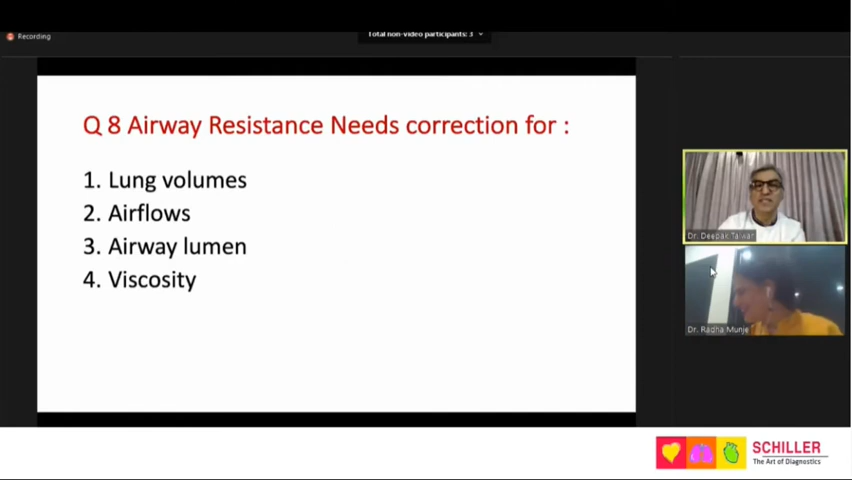 Recording
Total non-video participants: 3
Q 8 Airway Resistance Needs correction for :
1. Lung volumes
2. Airflows
3. Airway lumen
4. Viscosity
Dr. Deepak Talwar
Dr. Radha Munje
SCHILLER
The Art of Diagnostics